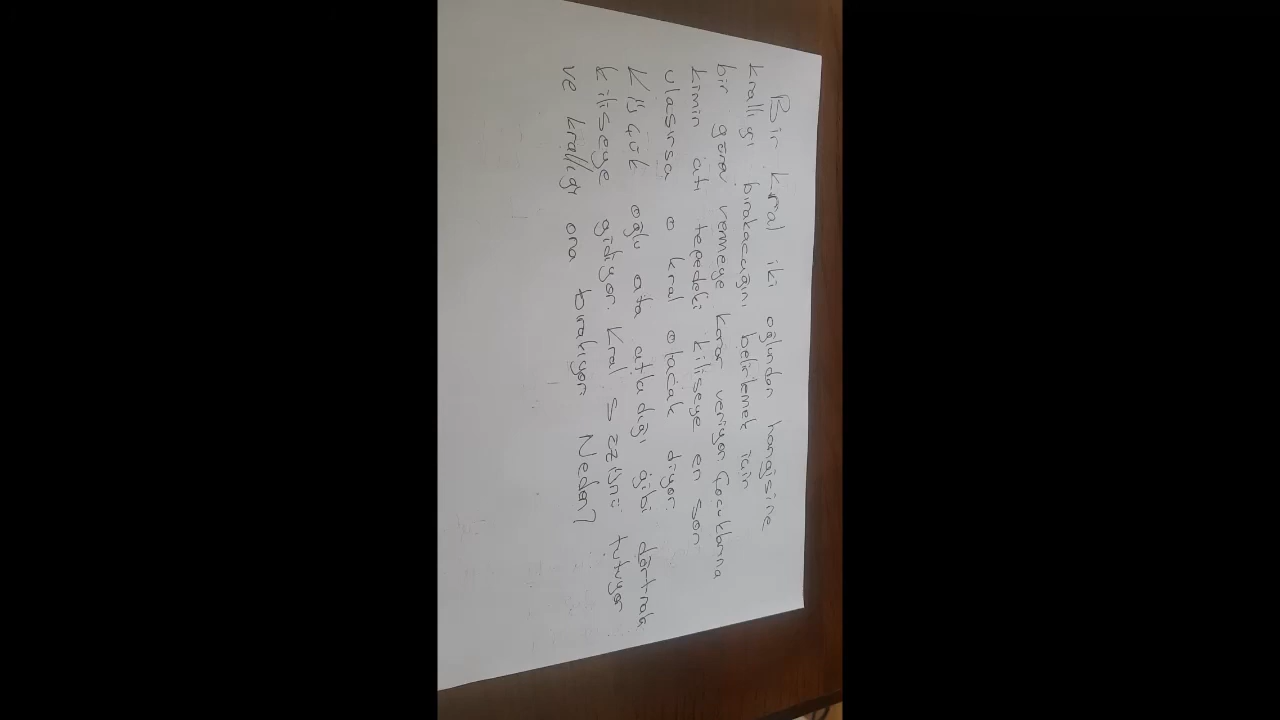 Bir kral iki oğlundan hangisine
krallığı bırakacağını belirlemek için
bir görev vermeye karar veriyor Çocuklarına
kimin atı tepedeki kiliseye en son
ulaşırsa o kral olacak diyor.
Küçük oğlu ata atladığı gibi dörtnala
kiliseye gidiyor. Kral sözünü tutuyor
ve krallığı ona bırakıyor. Neden?